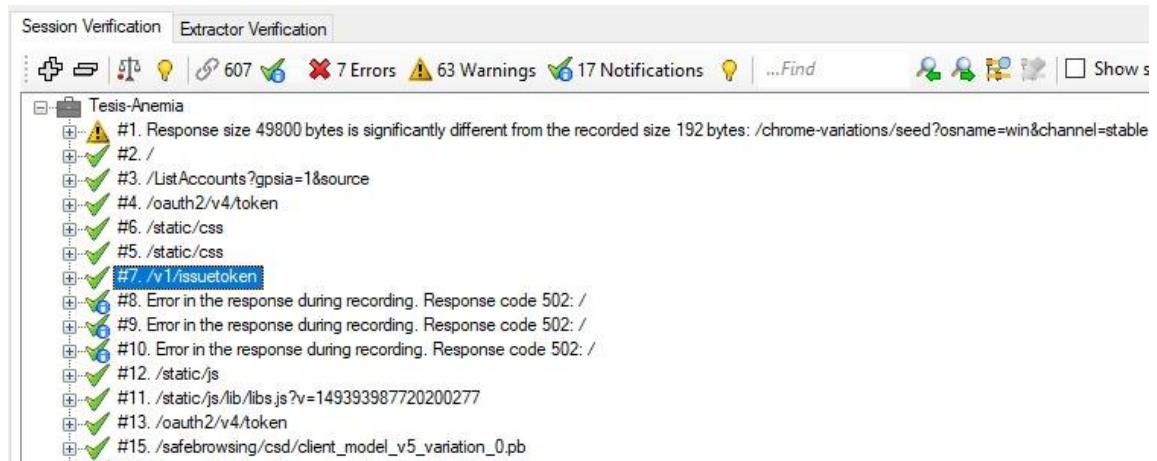 Session Verification Extractor Verification
607 7 Errors 63 Warnings 17 Notifications ...Find Show s
Tesis-Anemia
#1. Response size 49800 bytes is significantly different from the recorded size 192 bytes: /chrome-variations/seed?osname=win&channel=stable
#2. /
#3. /ListAccounts?gpsia=1&source
#4. /oauth2/v4/token
#6. /static/css
#5. /static/css
#7. /v1/issuetoken
#8. Error in the response during recording. Response code 502: /
#9. Error in the response during recording. Response code 502: /
#10. Error in the response during recording. Response code 502: /
#12. /static/js
#11. /static/js/lib/libs.js?v=149393987720200277
#13. /oauth2/v4/token
#15. /safebrowsing/csd/client_model_v5_variation_0.pb